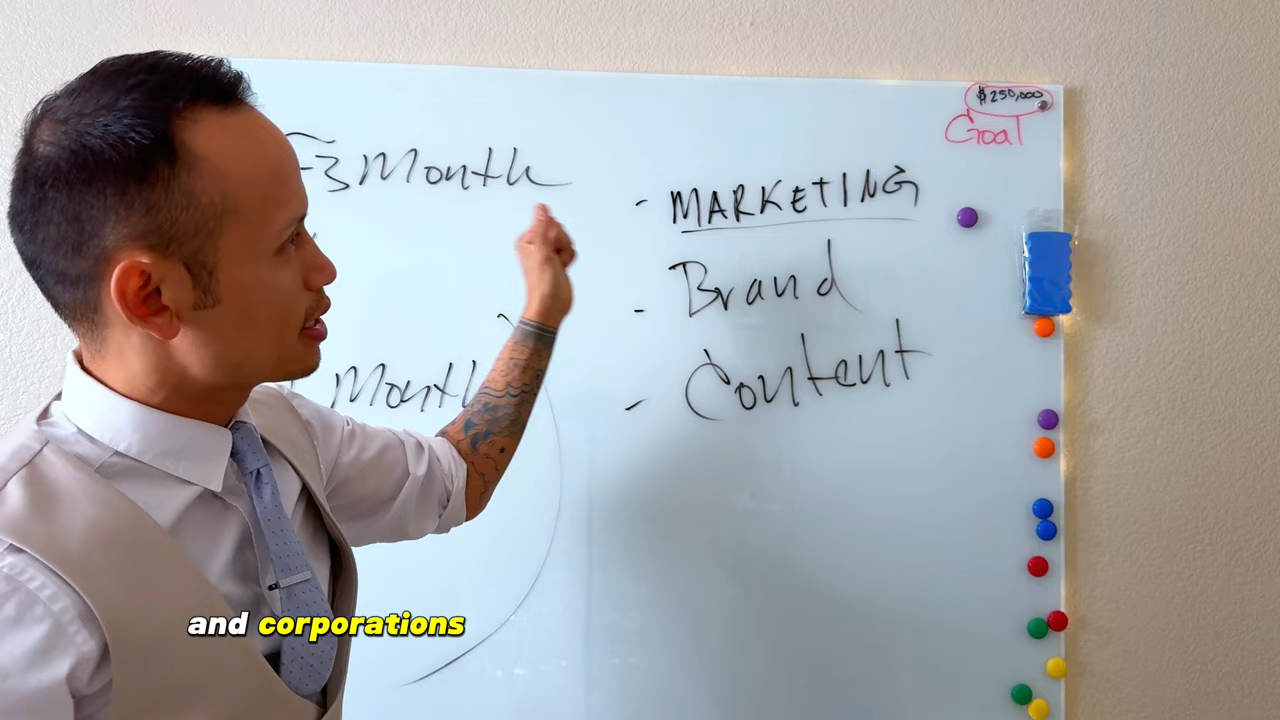 $250,000
Goal
3 Month
- MARKETING
- Brand
Month
- Content
and corporations